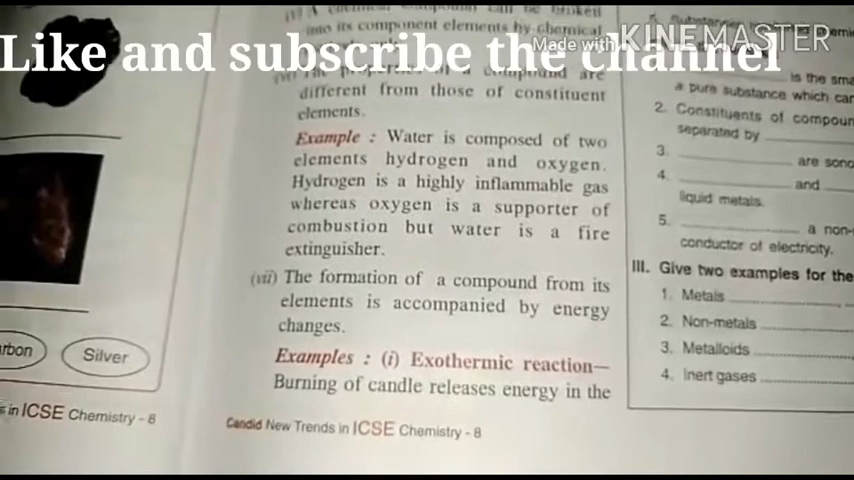 Like and subscribe the channel
Made with KINEMASTER
into its component elements by chemical
compound are
different from those of constituent
elements.
Example : Water is composed of two
elements hydrogen and oxygen.
Hydrogen is a highly inflammable gas
whereas oxygen is a supporter of
combustion but water is a fire
extinguisher.
(vii) The formation of a compound from its
elements is accompanied by energy
changes.
Examples : (i) Exothermic reaction—
Burning of candle releases energy in the
Candid New Trends in ICSE Chemistry - 8
rbon
Silver
s in ICSE Chemistry - 8
is the sma
a pure substance which can
2. Constituents of compoun
separated by
3. are sono
4. and
liquid metals.
5. a non-
conductor of electricity.
III. Give two examples for the
1. Metals
2. Non-metals
3. Metalloids
4. Inert gases